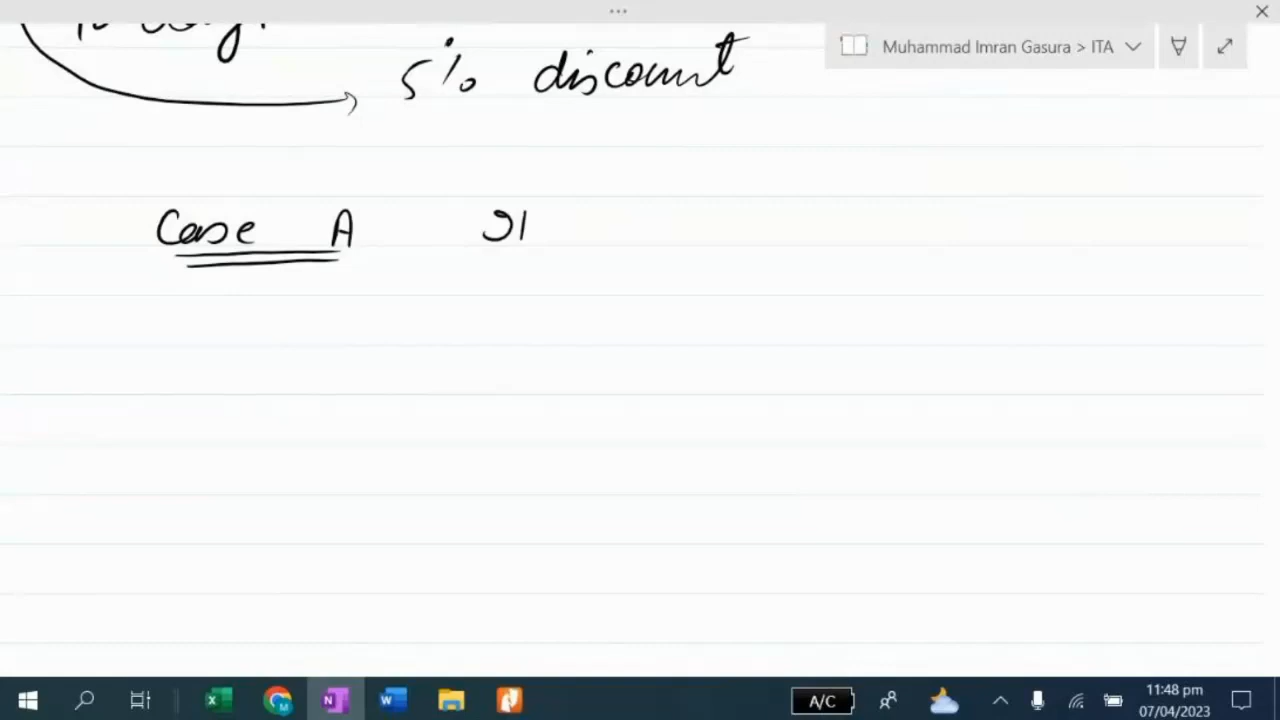 Muhammad Imran Gasura > ITA
5% discount
Case A
A/C
11:48 pm
07/04/2023